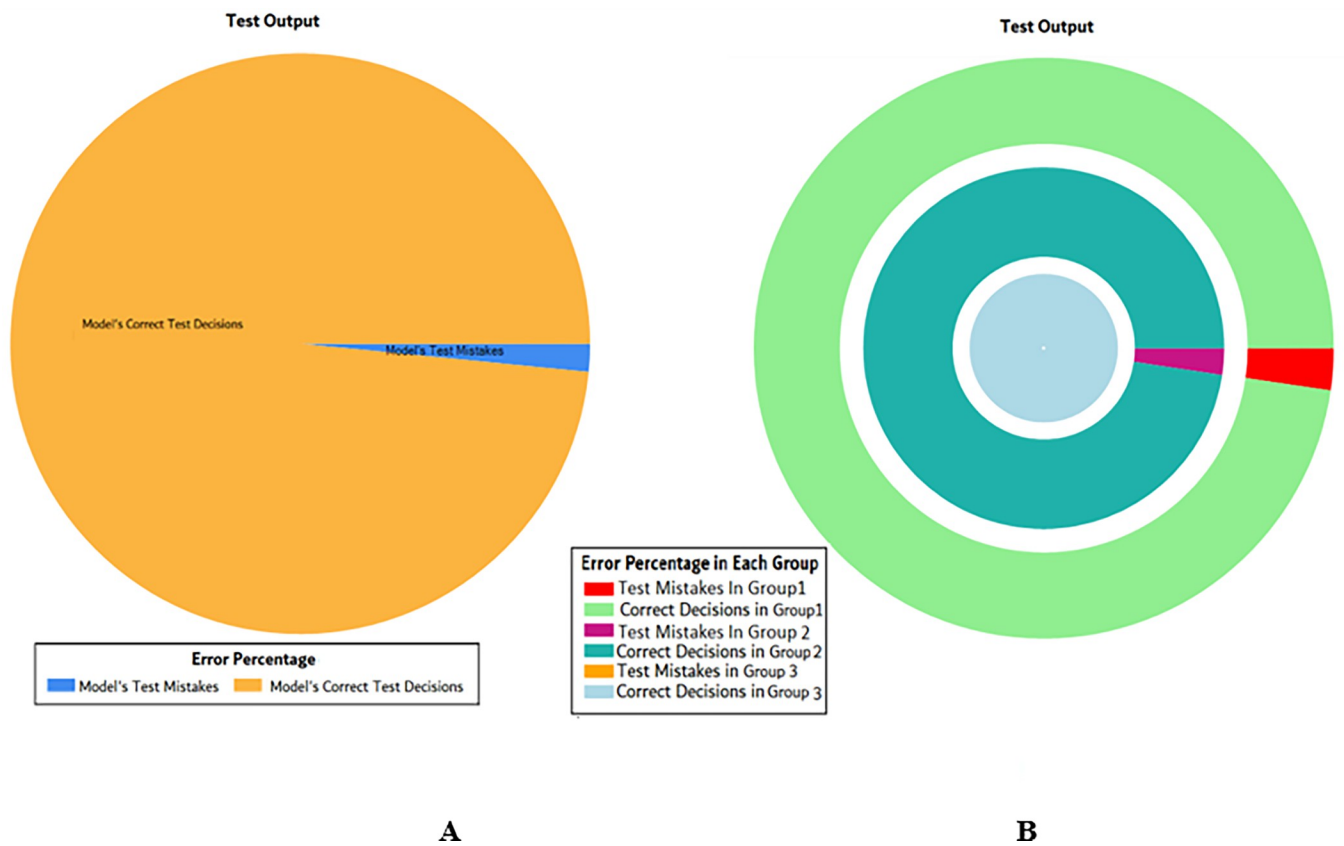 Test Output
Model's Correct Test Decisions
Model's Test Mistakes
Error Percentage
Model's Test Mistakes Model's Correct Test Decisions
Test Output
Error Percentage in Each Group
Test Mistakes In Group1
Correct Decisions in Group1
Test Mistakes In Group 2
Correct Decisions in Group 2
Test Mistakes in Group 3
Correct Decisions in Group 3
A
B